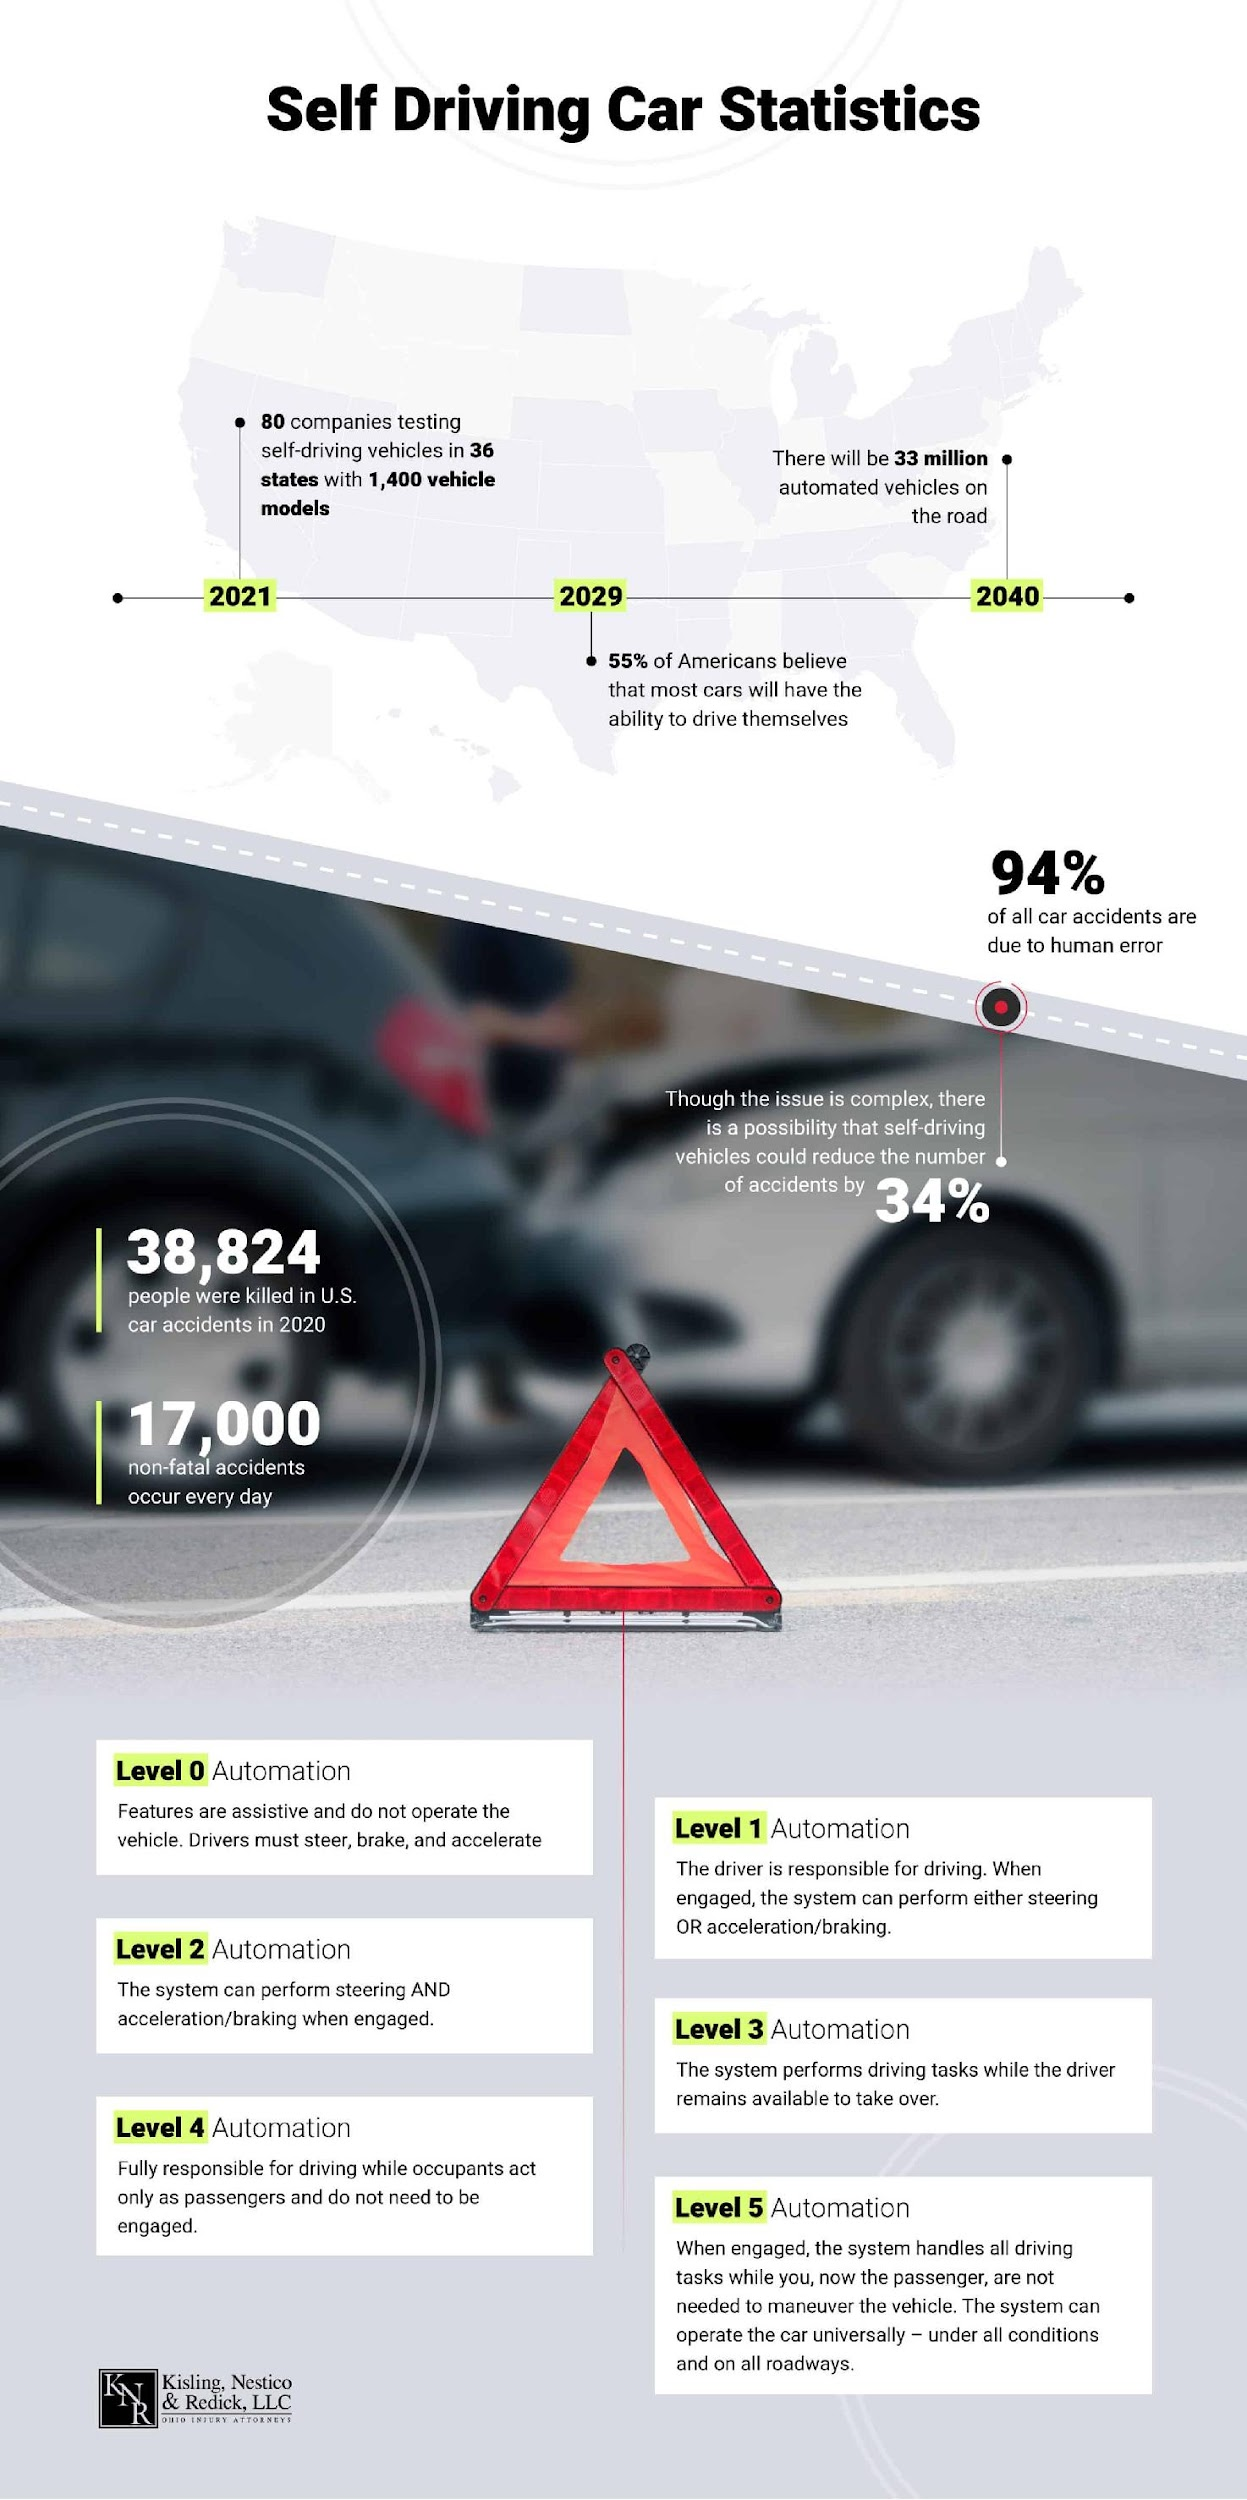 Self Driving Car Statistics
80 companies testing
self-driving vehicles in 36
states with 1,400 vehicle
models
There will be 33 million
automated vehicles on
the road
2021
2029
2040
55% of Americans believe
that most cars will have the
ability to drive themselves
94%
of all car accidents are
due to human error
Though the issue is complex, there
is a possibility that self-driving
vehicles could reduce the number
of accidents by 34%
38,824
people were killed in U.S.
car accidents in 2020
17,000
non-fatal accidents
occur every day
Level 0 Automation
Features are assistive and do not operate the
vehicle. Drivers must steer, brake, and accelerate
Level 1 Automation
The driver is responsible for driving. When
engaged, the system can perform either steering
OR acceleration/braking.
Level 2 Automation
The system can perform steering AND
acceleration/braking when engaged.
Level 3 Automation
The system performs driving tasks while the driver
remains available to take over.
Level 4 Automation
Fully responsible for driving while occupants act
only as passengers and do not need to be
engaged.
Level 5 Automation
When engaged, the system handles all driving
tasks while you, now the passenger, are not
needed to maneuver the vehicle. The system can
operate the car universally – under all conditions
and on all roadways.
KNR
Kisling, Nestico
& Redick, LLC
OHIO INJURY ATTORNEYS